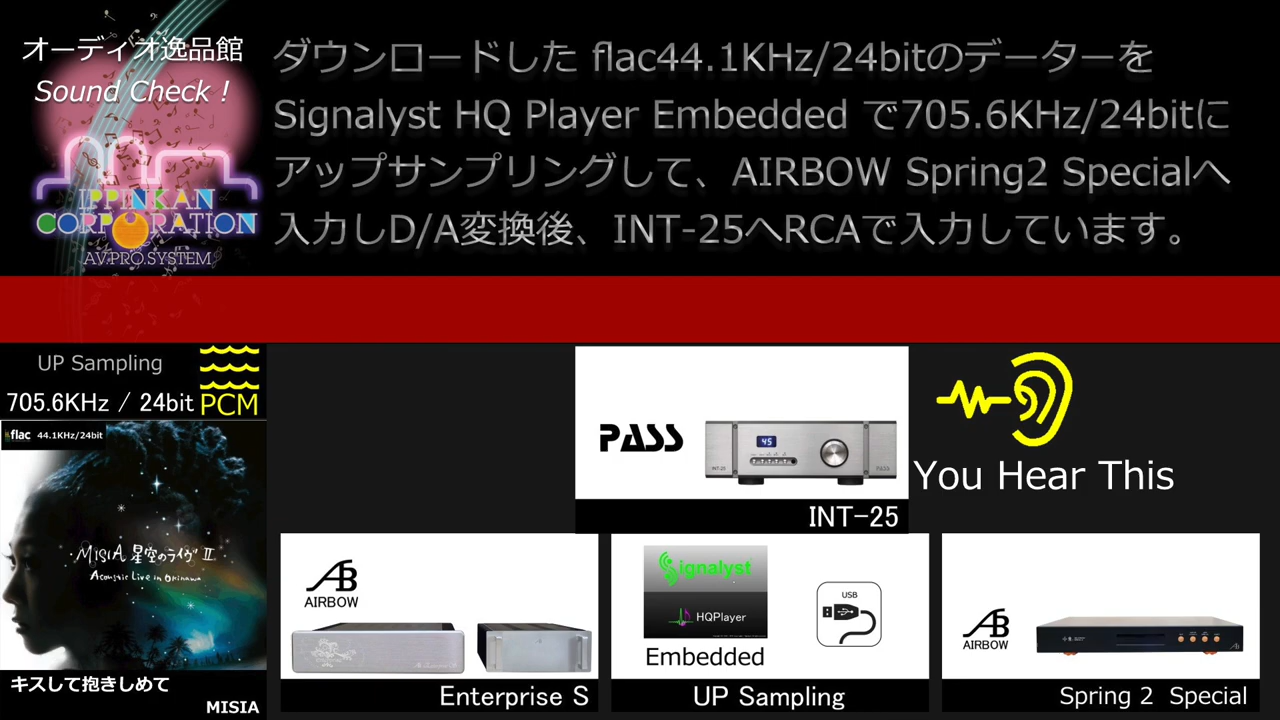 オーディオ逸品館
Sound Check !
IPPINKAN
CORPORATION
AV.PRO.SYSTEM
ダウンロードした flac44.1KHz/24bitのデーターを
Signalyst HQ Player Embedded で705.6KHz/24bitに
アップサンプリングして、AIRBOW Spring2 Specialへ
入力しD/A変換後、INT-25へRCAで入力しています。
UP Sampling
705.6KHz / 24bit PCM
flac 44.1KHz/24bit
MISIA 星空のライヴ II
Acoustic Live in Okinawa
キスして抱きしめて
MISIA
PASS
45
INT-25
PASS
INT-25
You Hear This
AB
AIRBOW
Enterprise S
Signalyst
HQPlayer
Embedded
USB
UP Sampling
AB
AIRBOW
AB
Spring 2 Special